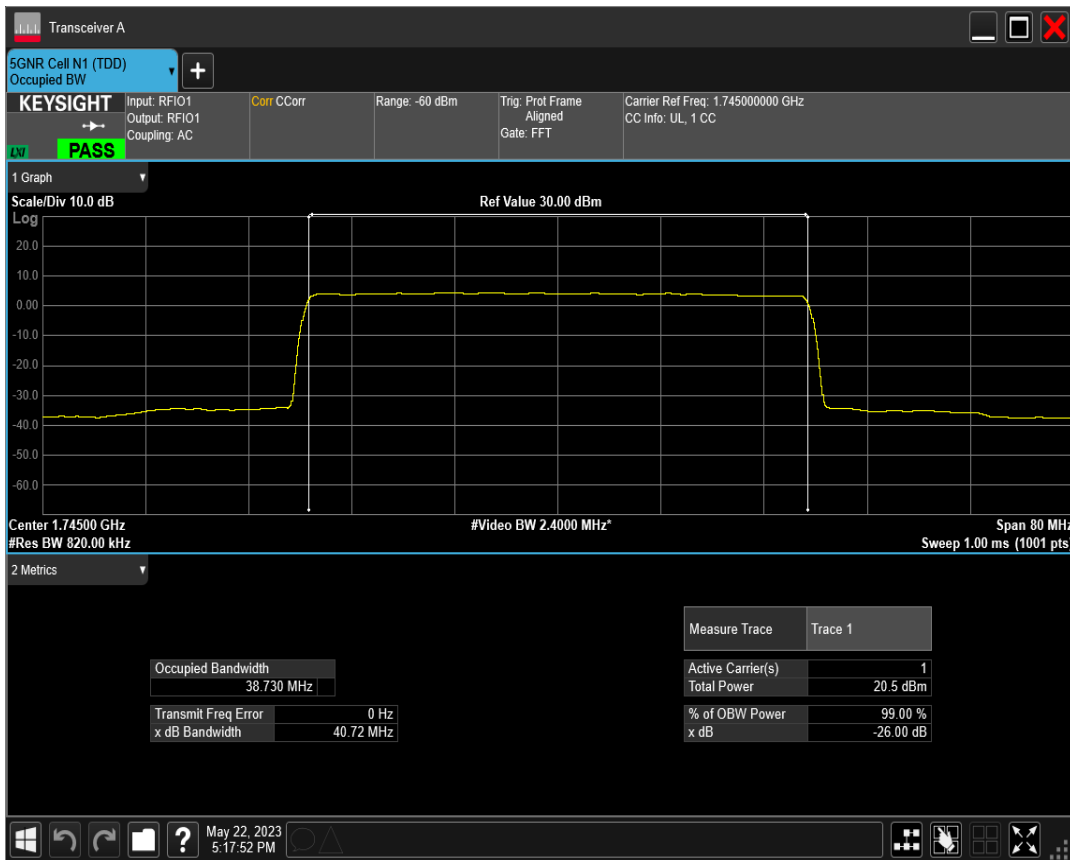 Transceiver A
5GNR Cell N1 (TDD)
Occupied BW
+
KEYSIGHT
LXI
PASS
Input: RFIO1
Output: RFIO1
Coupling: AC
Corr CCorr
Range: -60 dBm
Trig: Prot Frame
Aligned
Gate: FFT
Carrier Ref Freq: 1.745000000 GHz
CC Info: UL, 1 CC
1 Graph
Scale/Div 10.0 dB
Ref Value 30.00 dBm
Log
20.0
10.0
0.00
-10.0
-20.0
-30.0
-40.0
-50.0
-60.0
Center 1.74500 GHz
#Video BW 2.4000 MHz*
Span 80 MHz
#Res BW 820.00 kHz
Sweep 1.00 ms (1001 pts)
2 Metrics
Measure Trace Trace 1
Occupied Bandwidth
38.730 MHz
Active Carrier(s) 1
Total Power 20.5 dBm
Transmit Freq Error 0 Hz
x dB Bandwidth 40.72 MHz
% of OBW Power 99.00 %
x dB -26.00 dB
?
May 22, 2023
5:17:52 PM